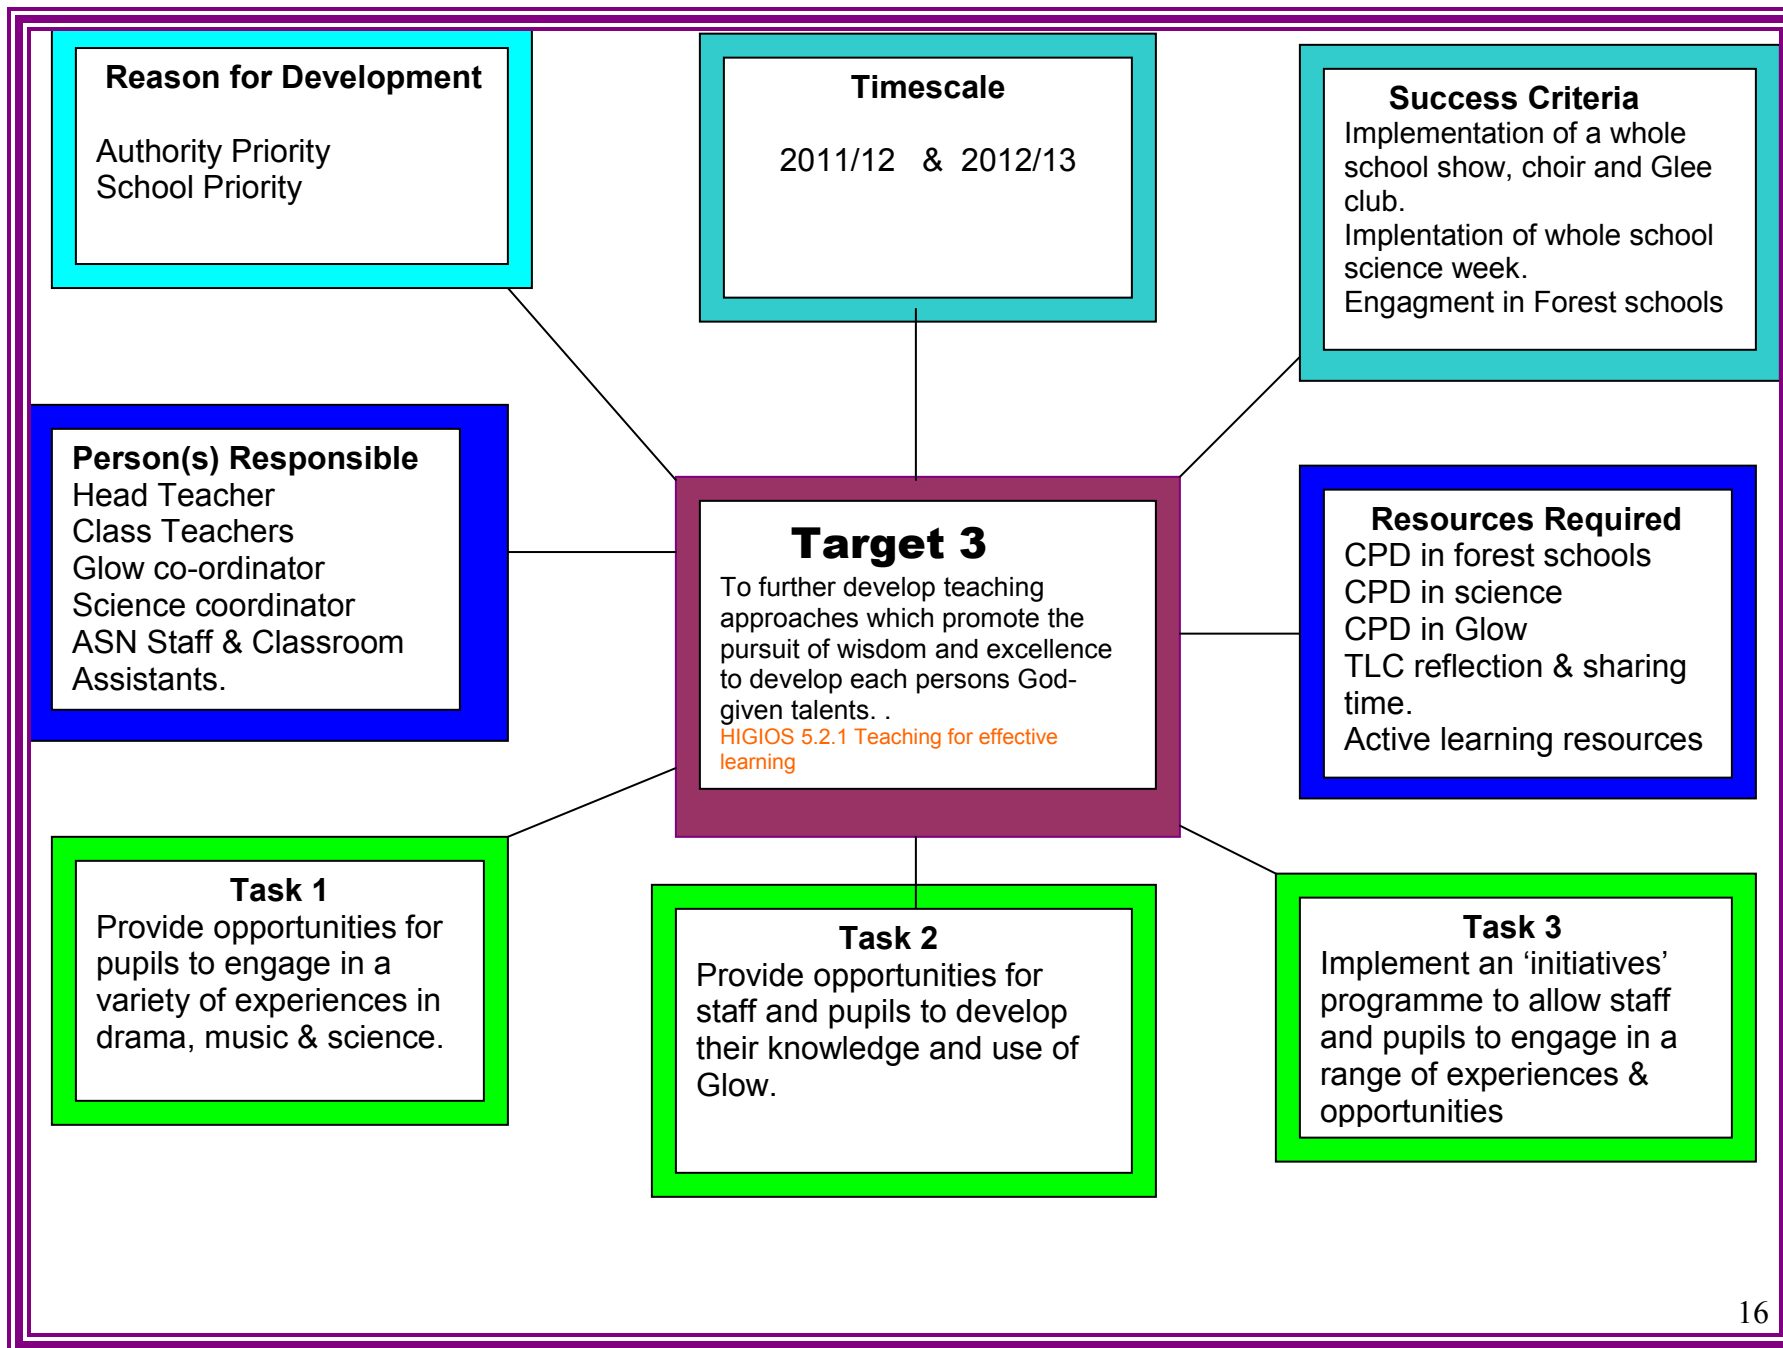 Reason for Development
Authority Priority
School Priority
Timescale
2011/12 & 2012/13
Success Criteria
Implementation of a whole
school show, choir and Glee
club.
Implentation of whole school
science week.
Engagment in Forest schools
Person(s) Responsible
Head Teacher
Class Teachers
Glow co-ordinator
Science coordinator
ASN Staff & Classroom
Assistants.
Target 3
To further develop teaching
approaches which promote the
pursuit of wisdom and excellence
to develop each persons God-
given talents. .
HIGIOS 5.2.1 Teaching for effective
learning
Resources Required
CPD in forest schools
CPD in science
CPD in Glow
TLC reflection & sharing
time.
Active learning resources
Task 1
Provide opportunities for
pupils to engage in a
variety of experiences in
drama, music & science.
Task 2
Provide opportunities for
staff and pupils to develop
their knowledge and use of
Glow.
Task 3
Implement an ‘initiatives’
programme to allow staff
and pupils to engage in a
range of experiences &
opportunities
16